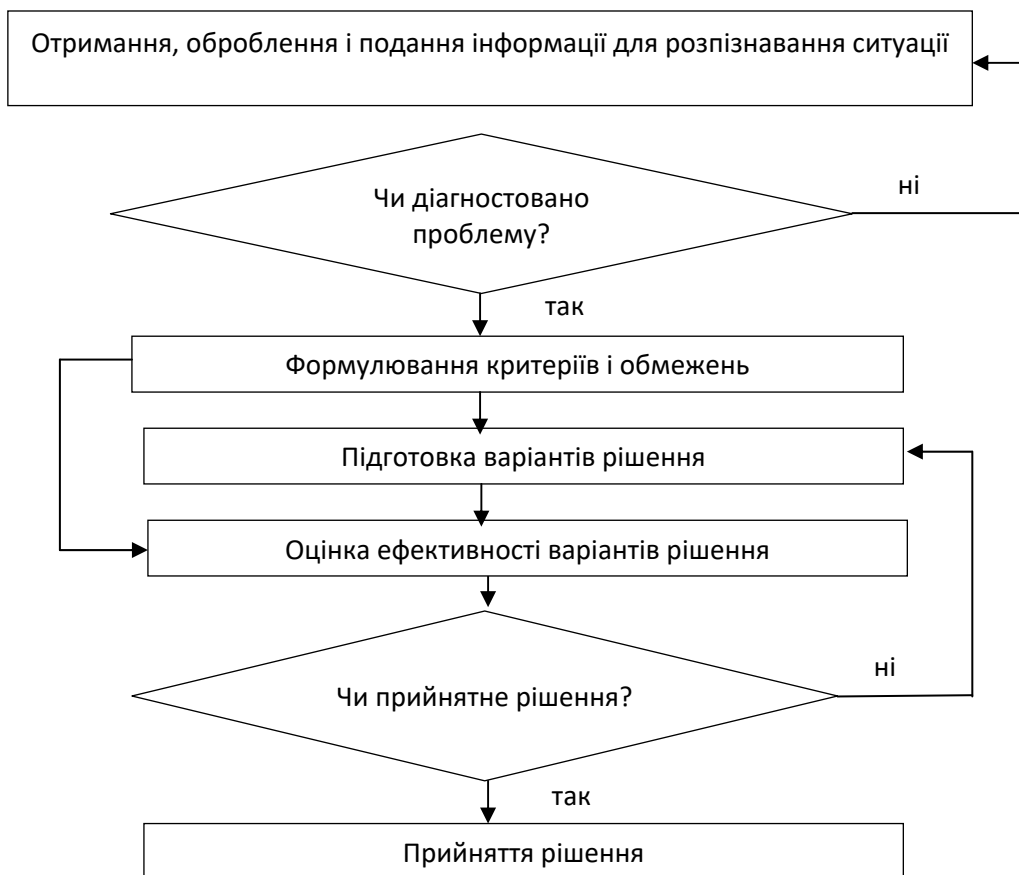 Отримання, оброблення і подання інформації для розпізнавання ситуації
Чи діагностовано
проблему?
ні
так
Формулювання критеріїв і обмежень
Підготовка варіантів рішення
Оцінка ефективності варіантів рішення
Чи прийнятне рішення?
ні
так
Прийняття рішення